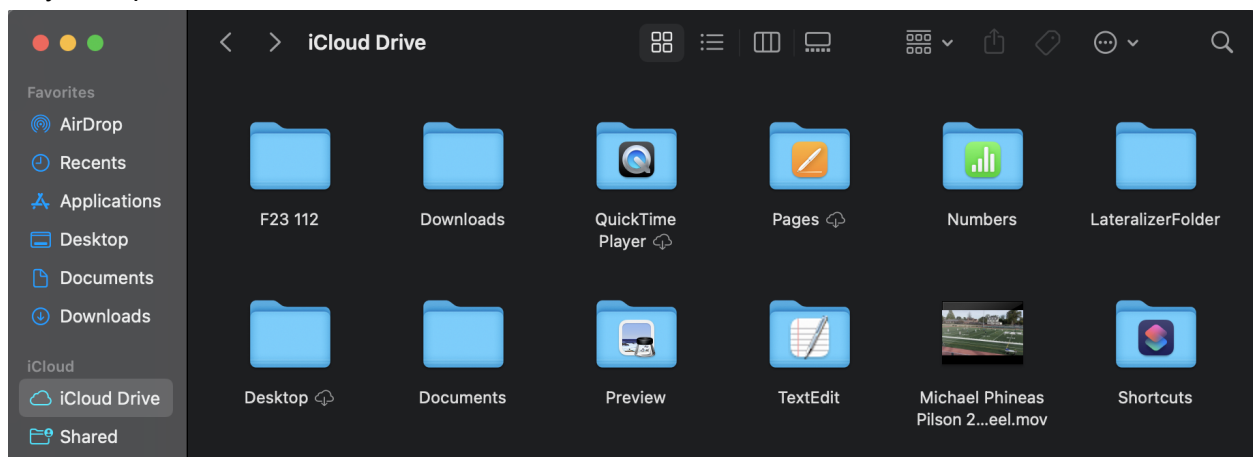 iCloud Drive
Favorites
AirDrop
Recents
Applications
Desktop
Documents
Downloads
iCloud
iCloud Drive
Shared
F23 112
Downloads
QuickTime
Player
Pages
Numbers
LateralizerFolder
Desktop
Documents
Preview
TextEdit
Michael Phineas
Pilson 2...eel.mov
Shortcuts